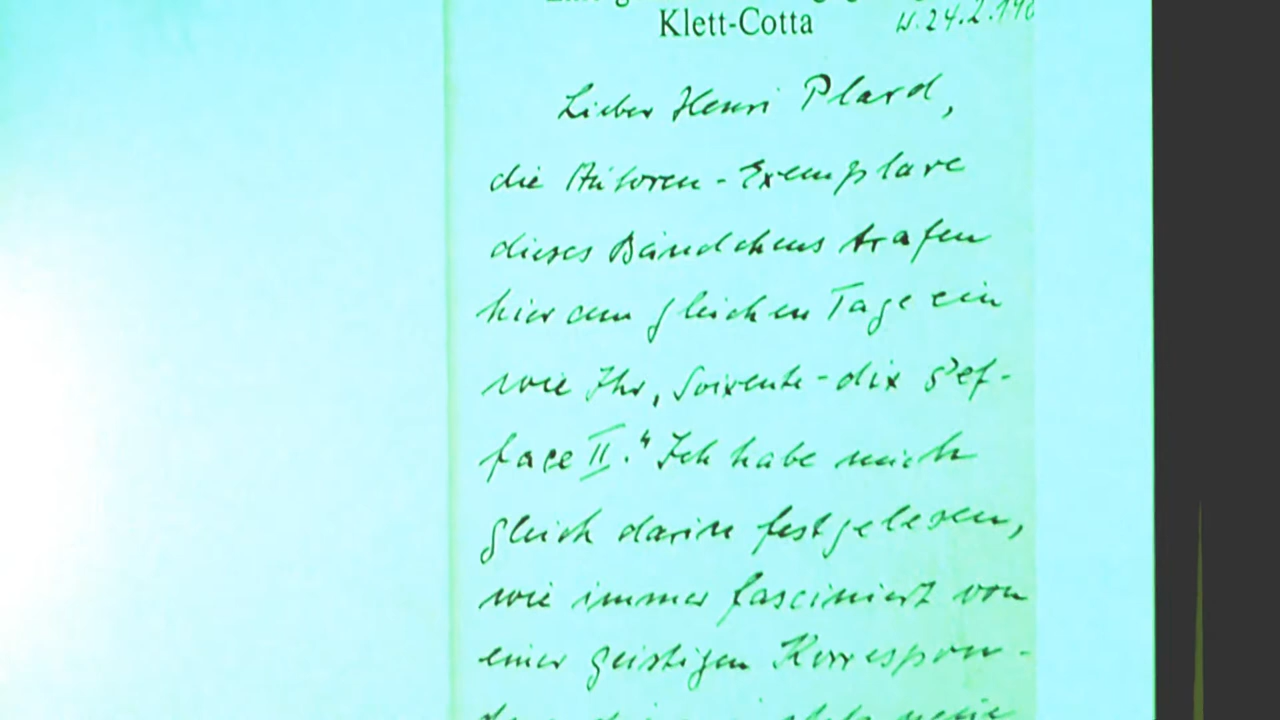 Klett-Cotta
W. 24.2.
Lieber Henri Plard,
die Autoren-Exemplare
dieses Bändchens trafen
hier am gleichen Tage ein
wie Ihr „Soixante-dix s'ef-
face II.“ Ich habe mich
gleich darin festgelesen,
wie immer fasciniert von
einer geistigen Korrespon-